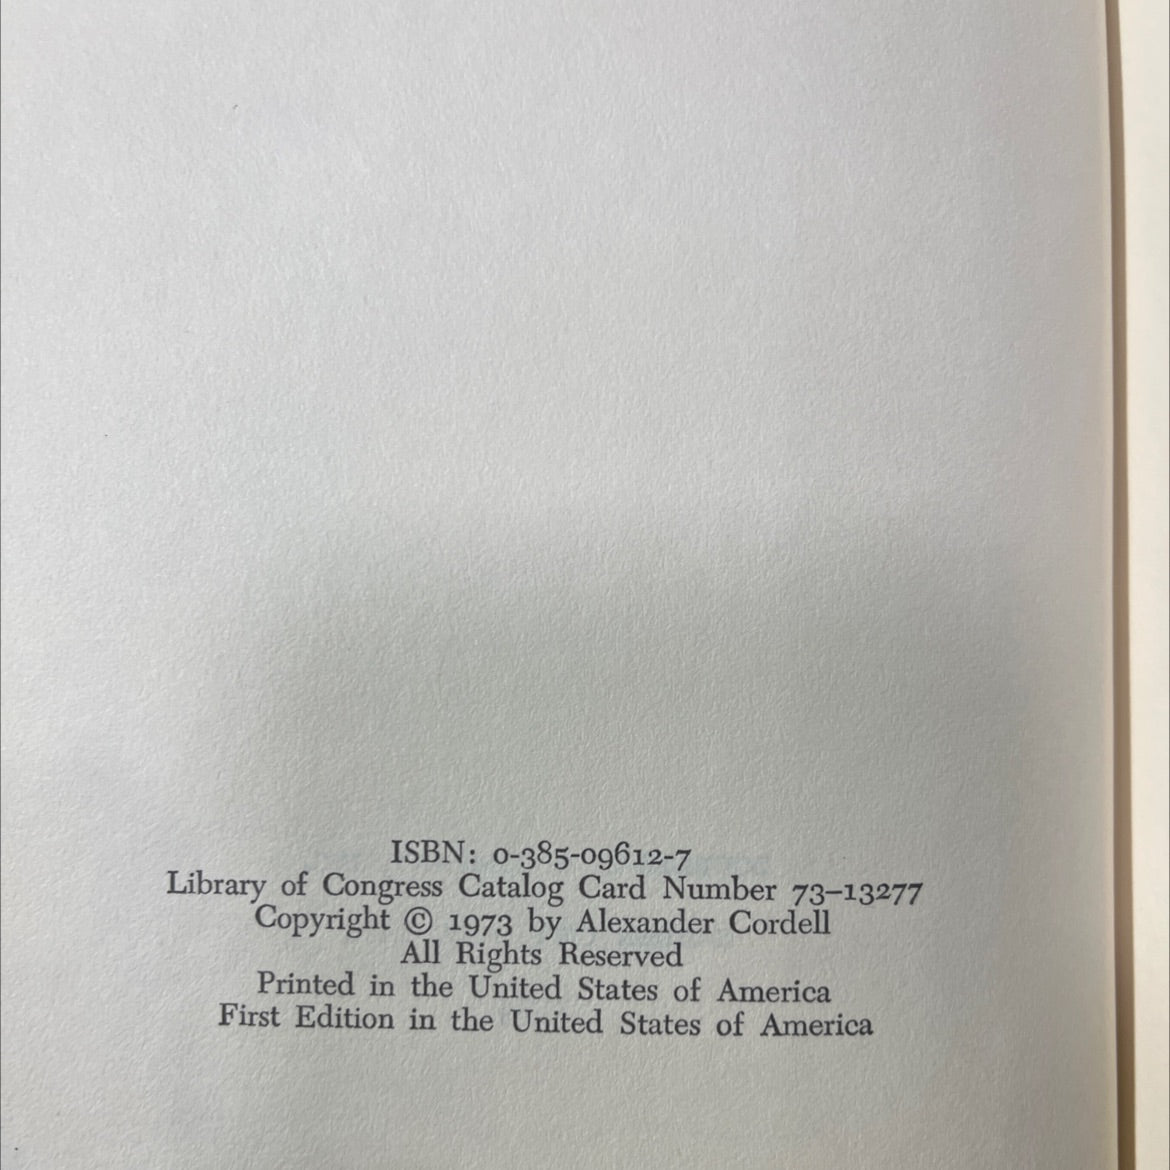 ISBN: 0-385-09612-7
Library of Congress Catalog Card Number 73–13277
Copyright © 1973 by Alexander Cordell
All Rights Reserved
Printed in the United States of America
First Edition in the United States of America